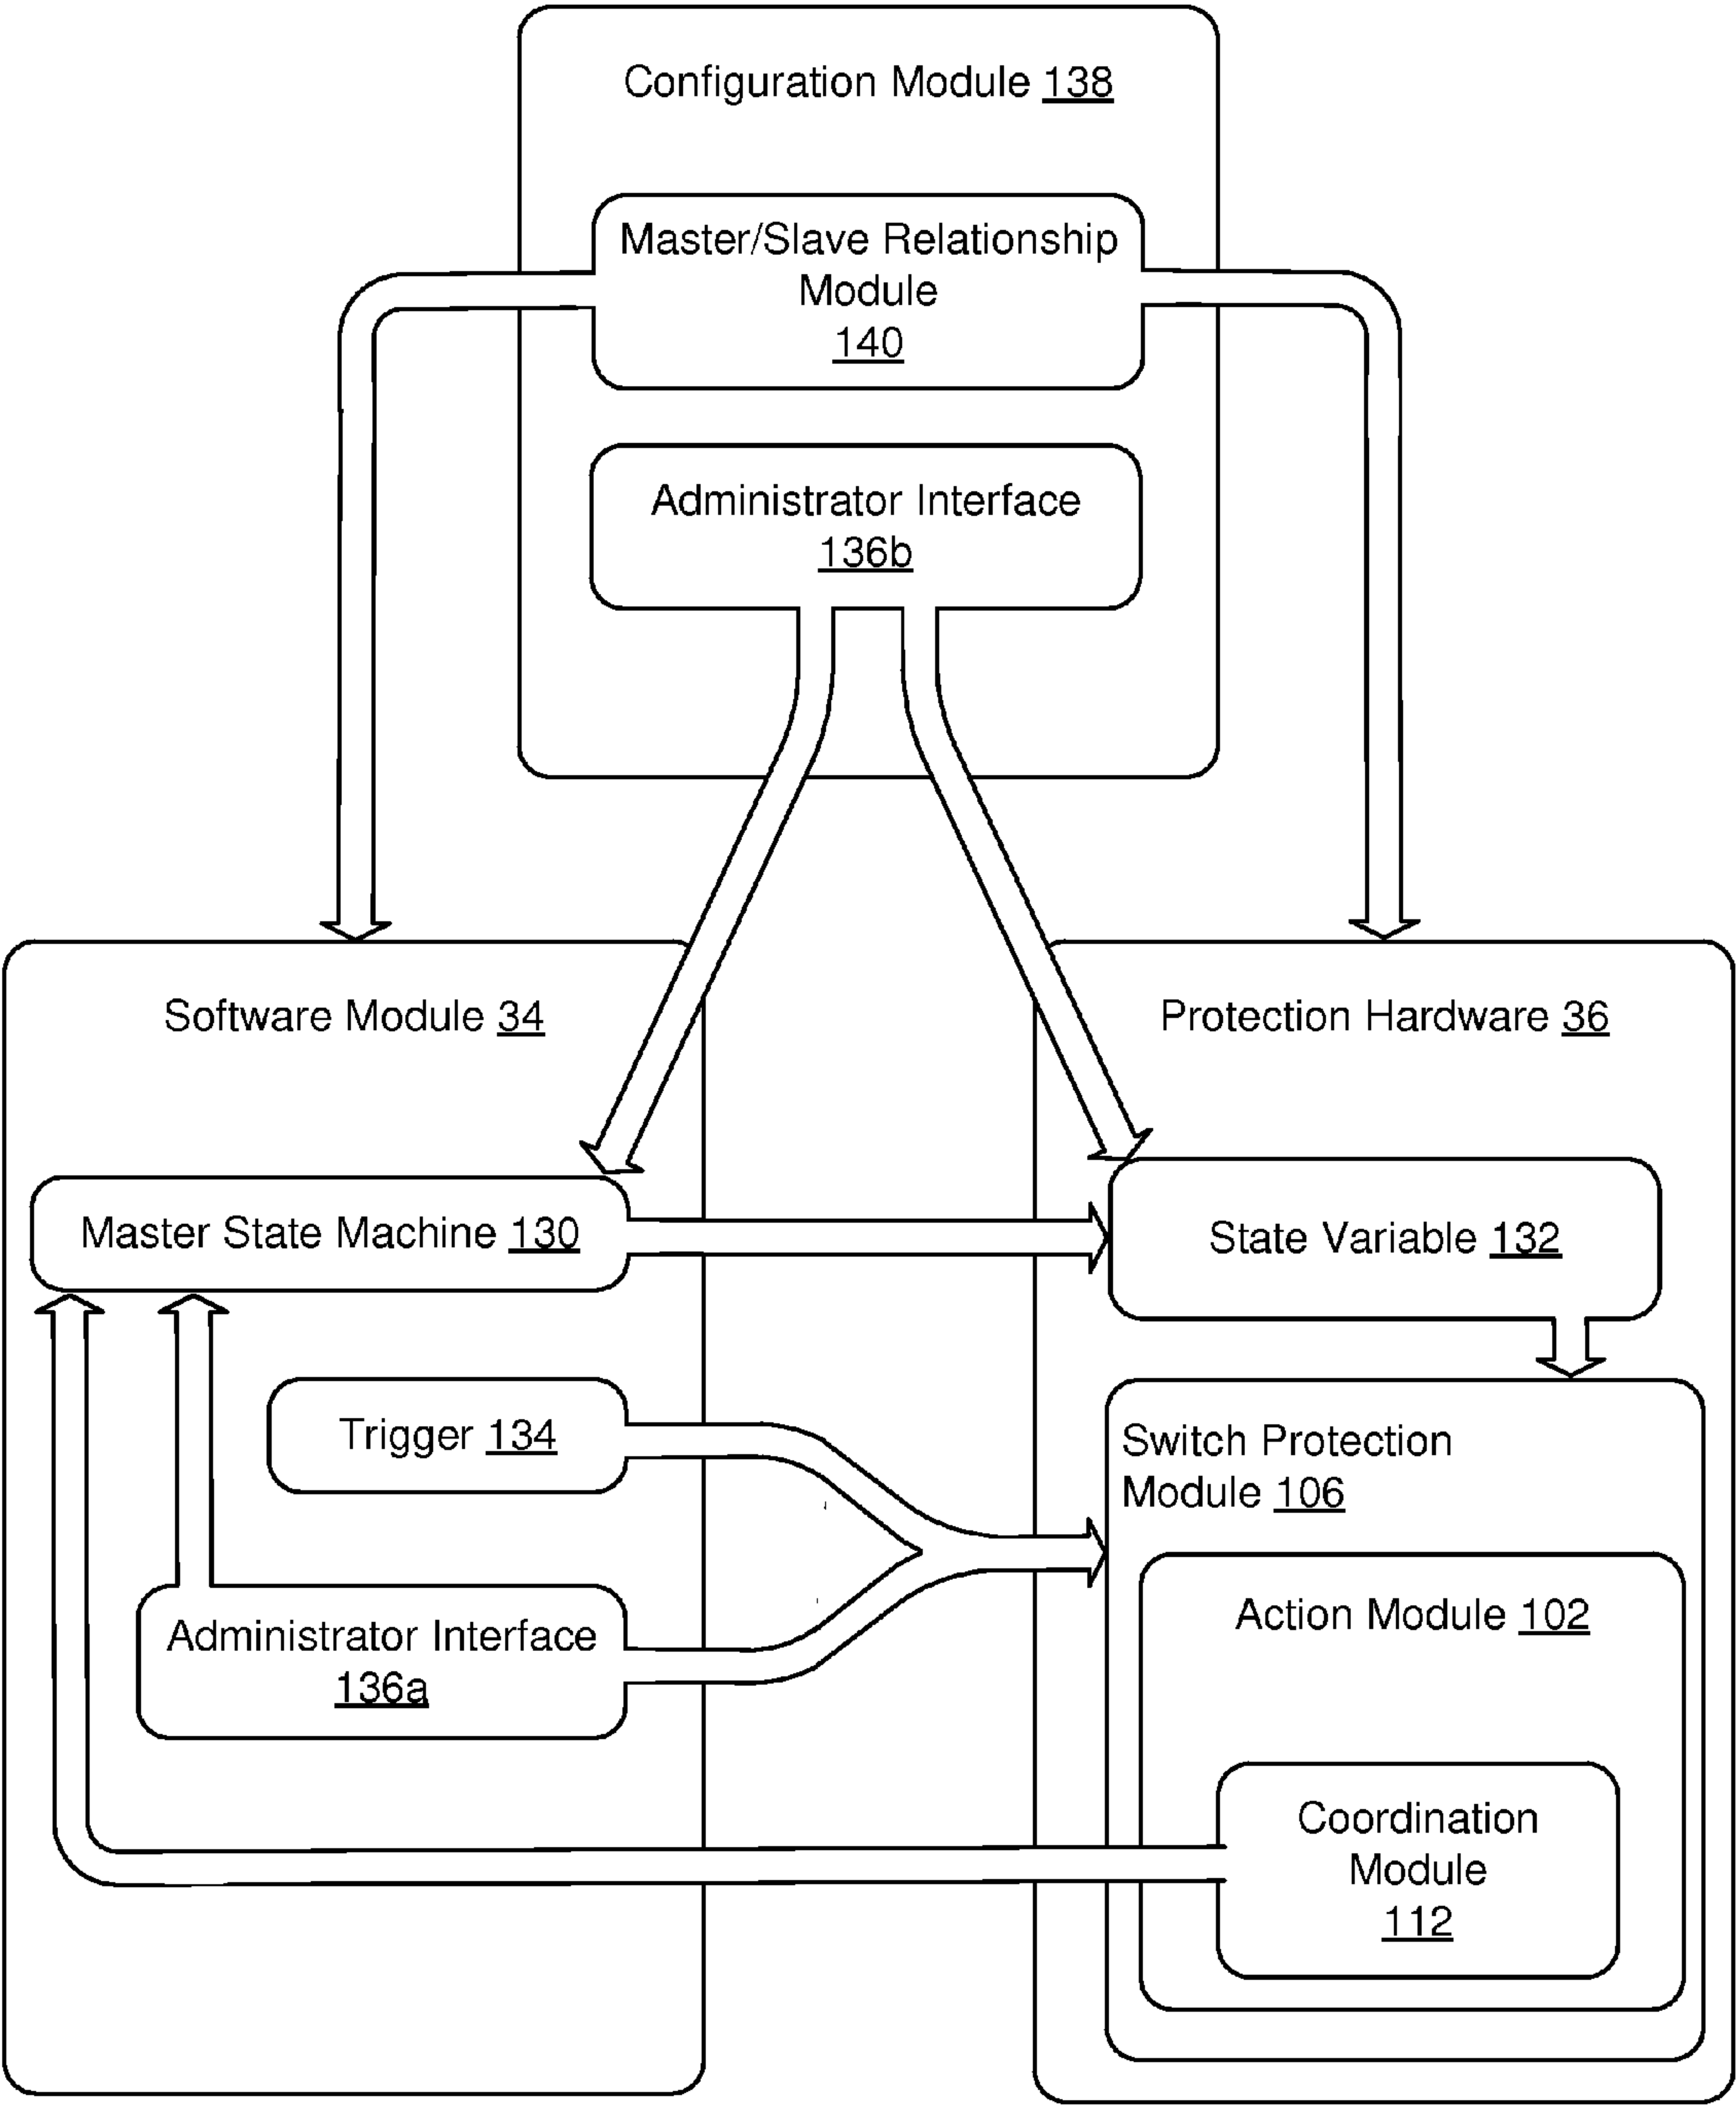 Configuration Module 138
Master/Slave Relationship
Module
140
Administrator Interface
136b
Software Module 34
Protection Hardware 36
Master State Machine 130
State Variable 132
Trigger 134
Switch Protection
Module 106
Action Module 102
Administrator Interface
136a
Coordination
Module
112